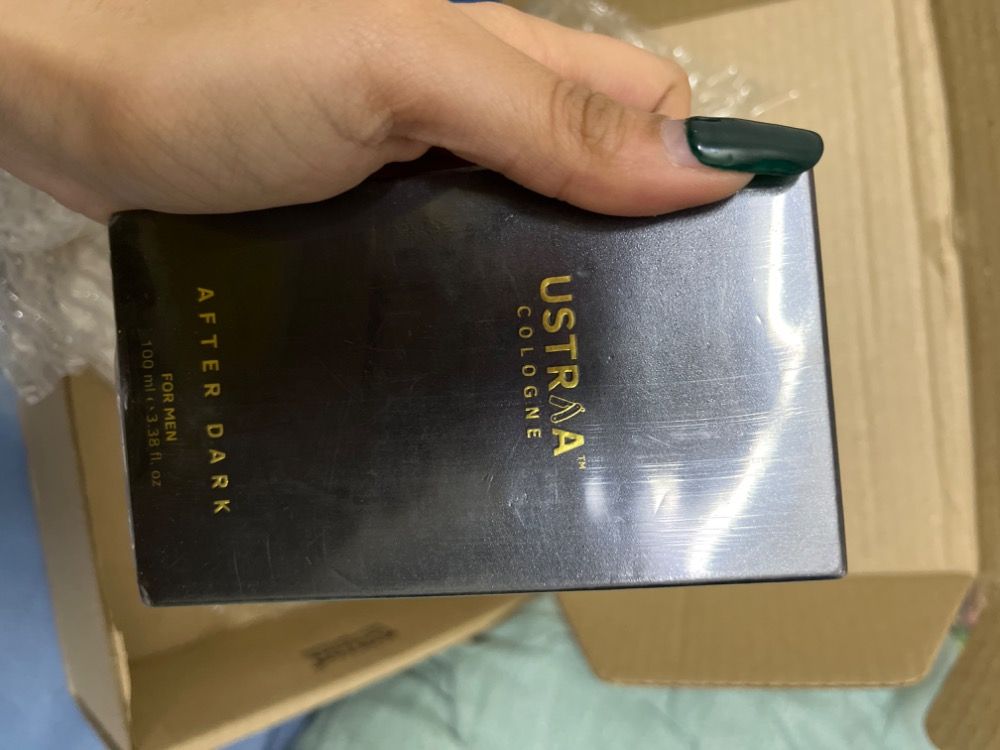 USTRAA™
COLOGNE
AFTER DARK
FOR MEN
100 ml 3.38 fl. oz